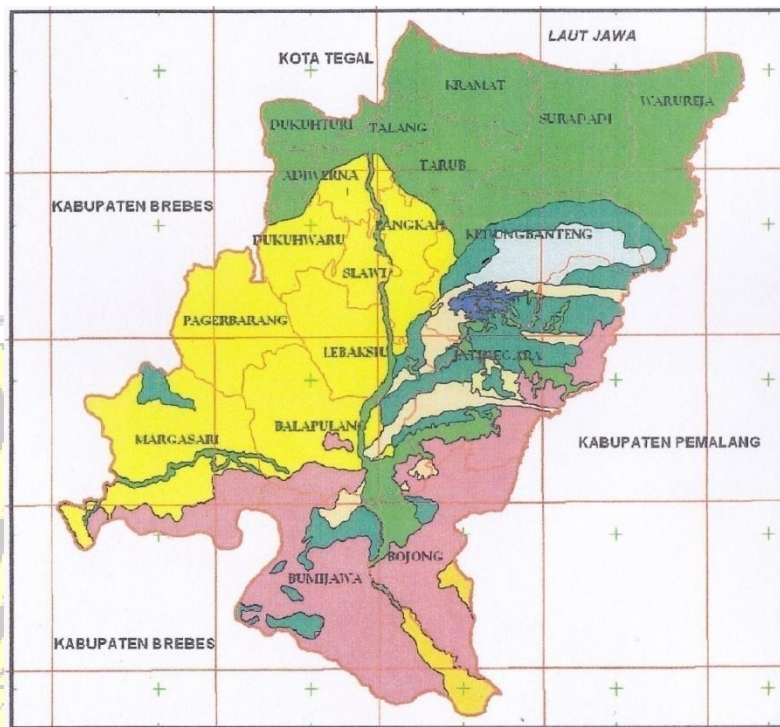 LAUT JAWA
KOTA TEGAL
KRAMAT
WARUREJA
SURADADI
DUKUHTURI
TALANG
TARUB
ADIWERNA
KABUPATEN BREBES
PANGKAH
KEDUNGBANTENG
DUKUHWARU
SLAWI
PAGERBARANG
LEBAKSIU
JATINEGARA
BALAPULANG
MARGASARI
KABUPATEN PEMALANG
BOJONG
BUMIJAWA
KABUPATEN BREBES